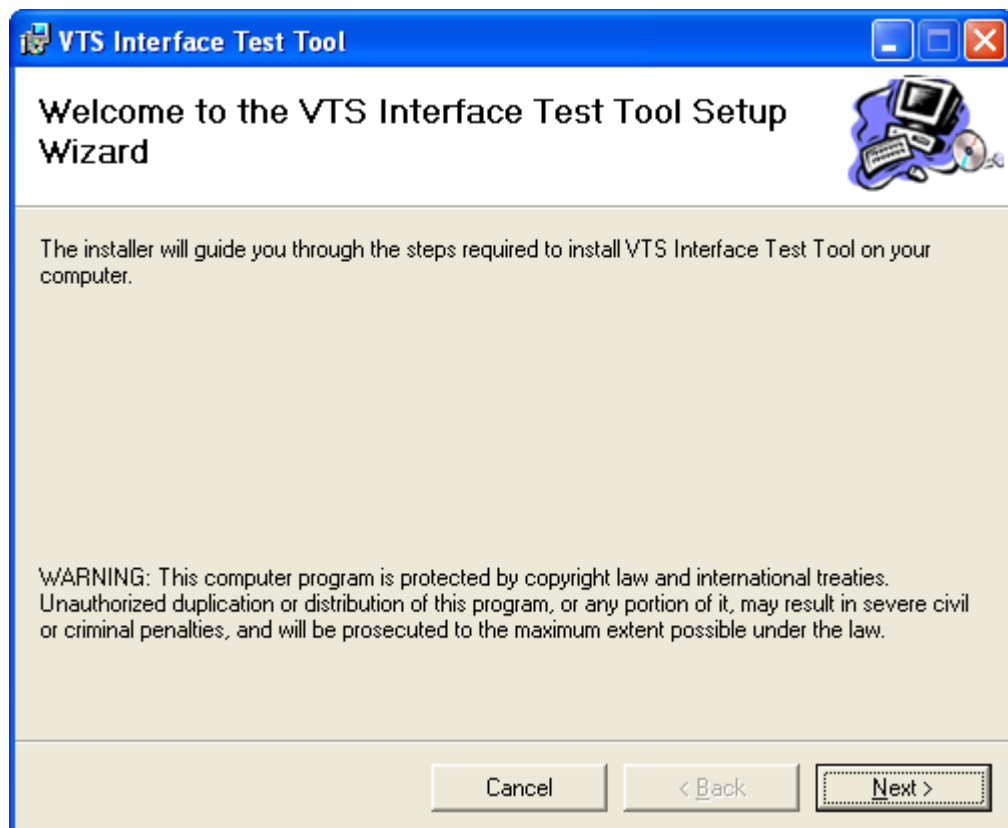 VTS Interface Test Tool
Welcome to the VTS Interface Test Tool Setup
Wizard
The installer will guide you through the steps required to install VTS Interface Test Tool on your
computer.
WARNING: This computer program is protected by copyright law and international treaties.
Unauthorized duplication or distribution of this program, or any portion of it, may result in severe civil
or criminal penalties, and will be prosecuted to the maximum extent possible under the law.
Cancel
< Back
Next >